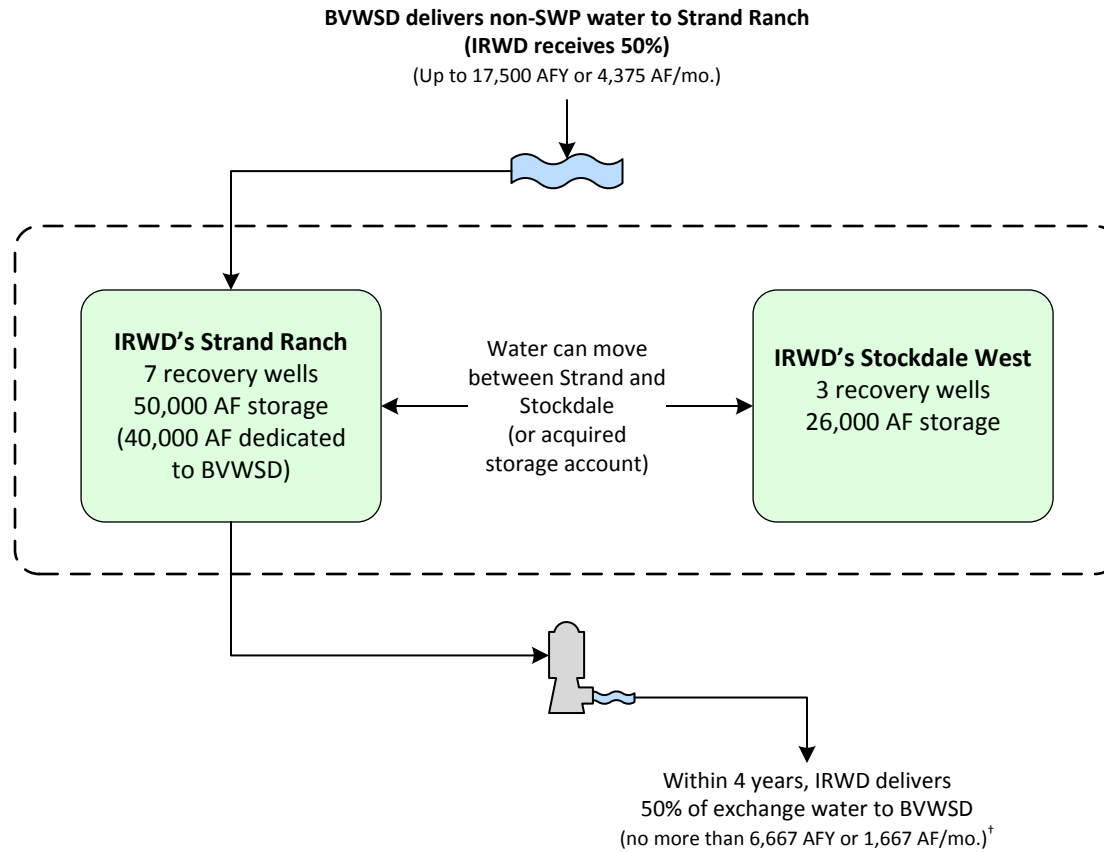 BVWSD delivers non-SWP water to Strand Ranch
(IRWD receives 50%)
(Up to 17,500 AFY or 4,375 AF/mo.)
IRWD’s Strand Ranch
7 recovery wells
50,000 AF storage
(40,000 AF dedicated
to BVWSD)
Water can move
between Strand and
Stockdale
(or acquired
storage account)
IRWD’s Stockdale West
3 recovery wells
26,000 AF storage
Within 4 years, IRWD delivers
50% of exchange water to BVWSD
(no more than 6,667 AFY or 1,667 AF/mo.)†